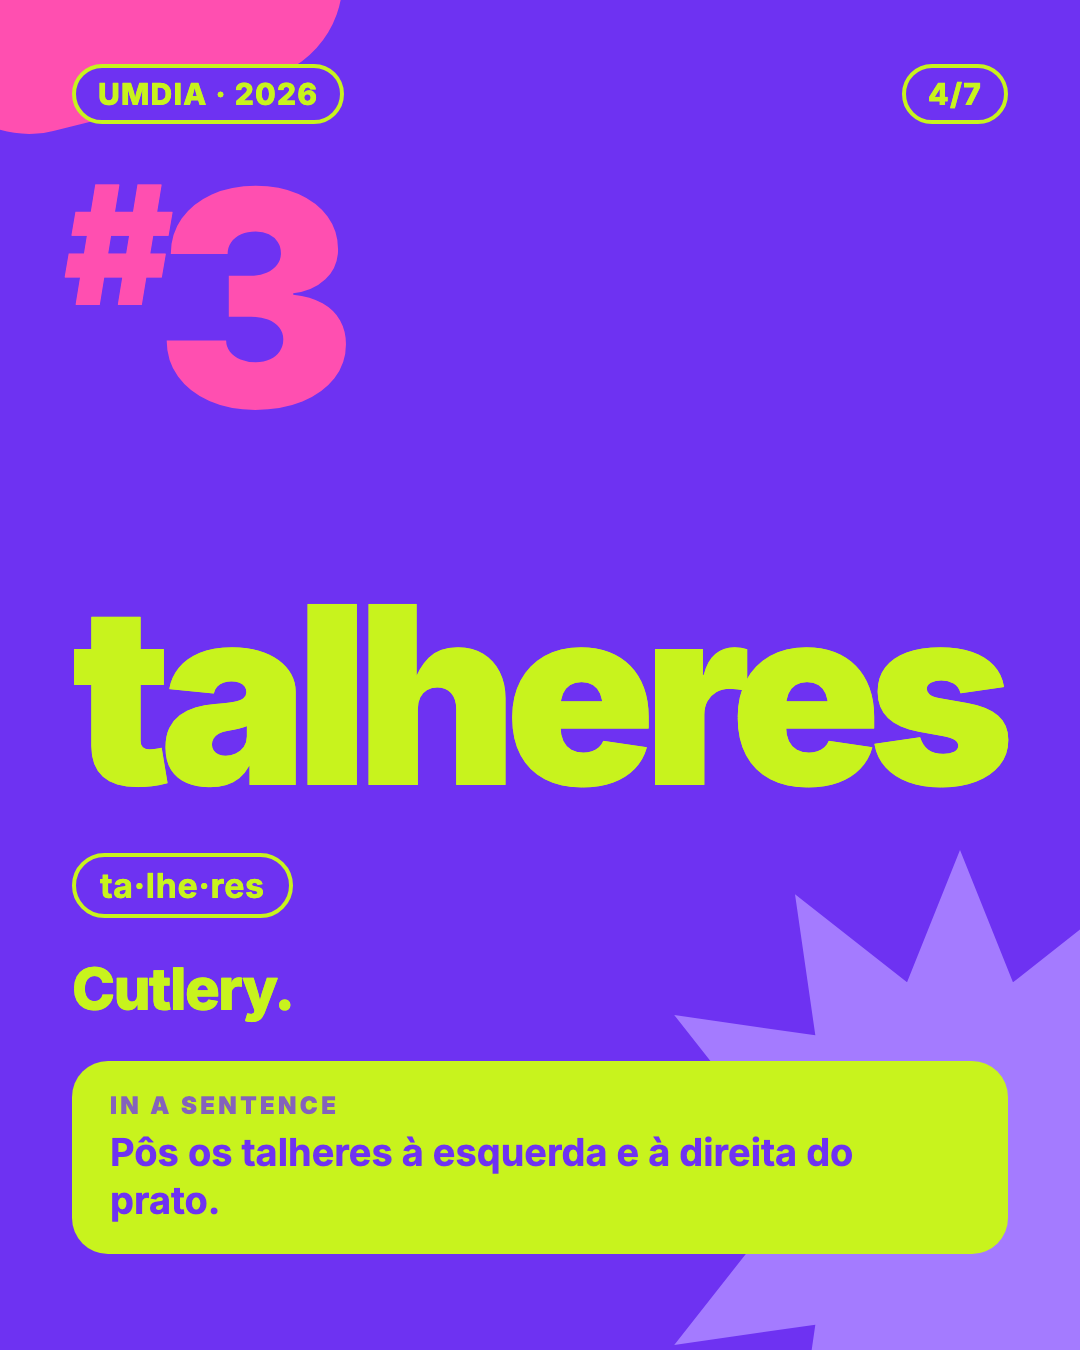 UMDIA · 2026
4/7
#3
talheres
ta·lhe·res
Cutlery.
IN A SENTENCE
Pôs os talheres à esquerda e à direita do
prato.